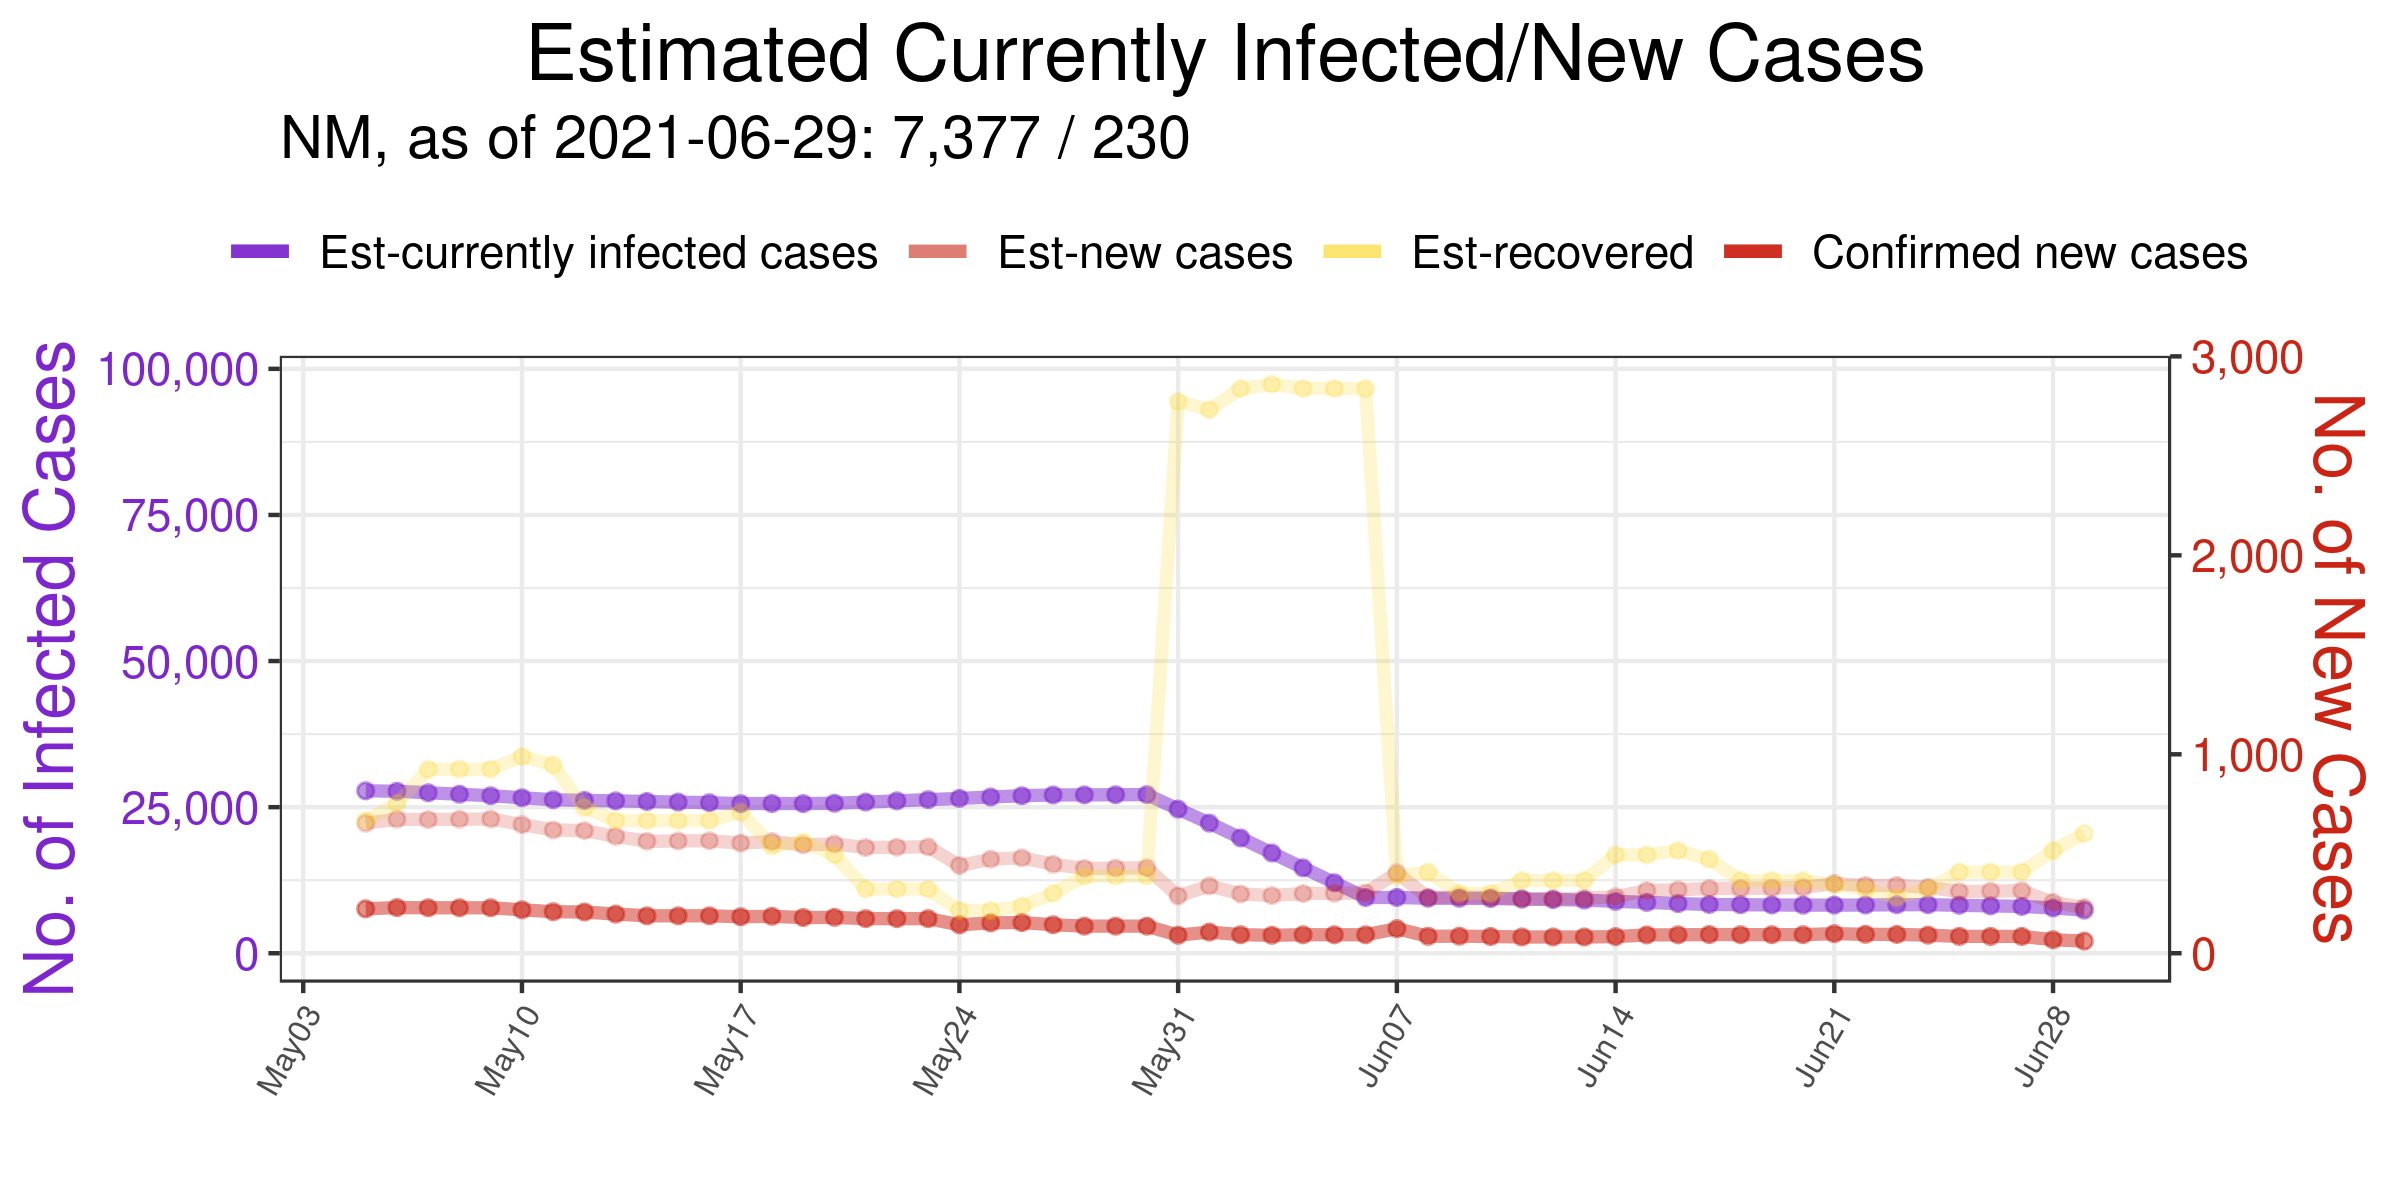 Estimated Currently Infected/New Cases
NM, as of 2021-06-29: 7,377 / 230
Est-currently infected cases Est-new cases Est-recovered Confirmed new cases
No. of Infected Cases
100,000
75,000
50,000
25,000
0
3,000
2,000
1,000
0
No. of New Cases
May03 May10 May17 May24 May31 Jun07 Jun14 Jun21 Jun28